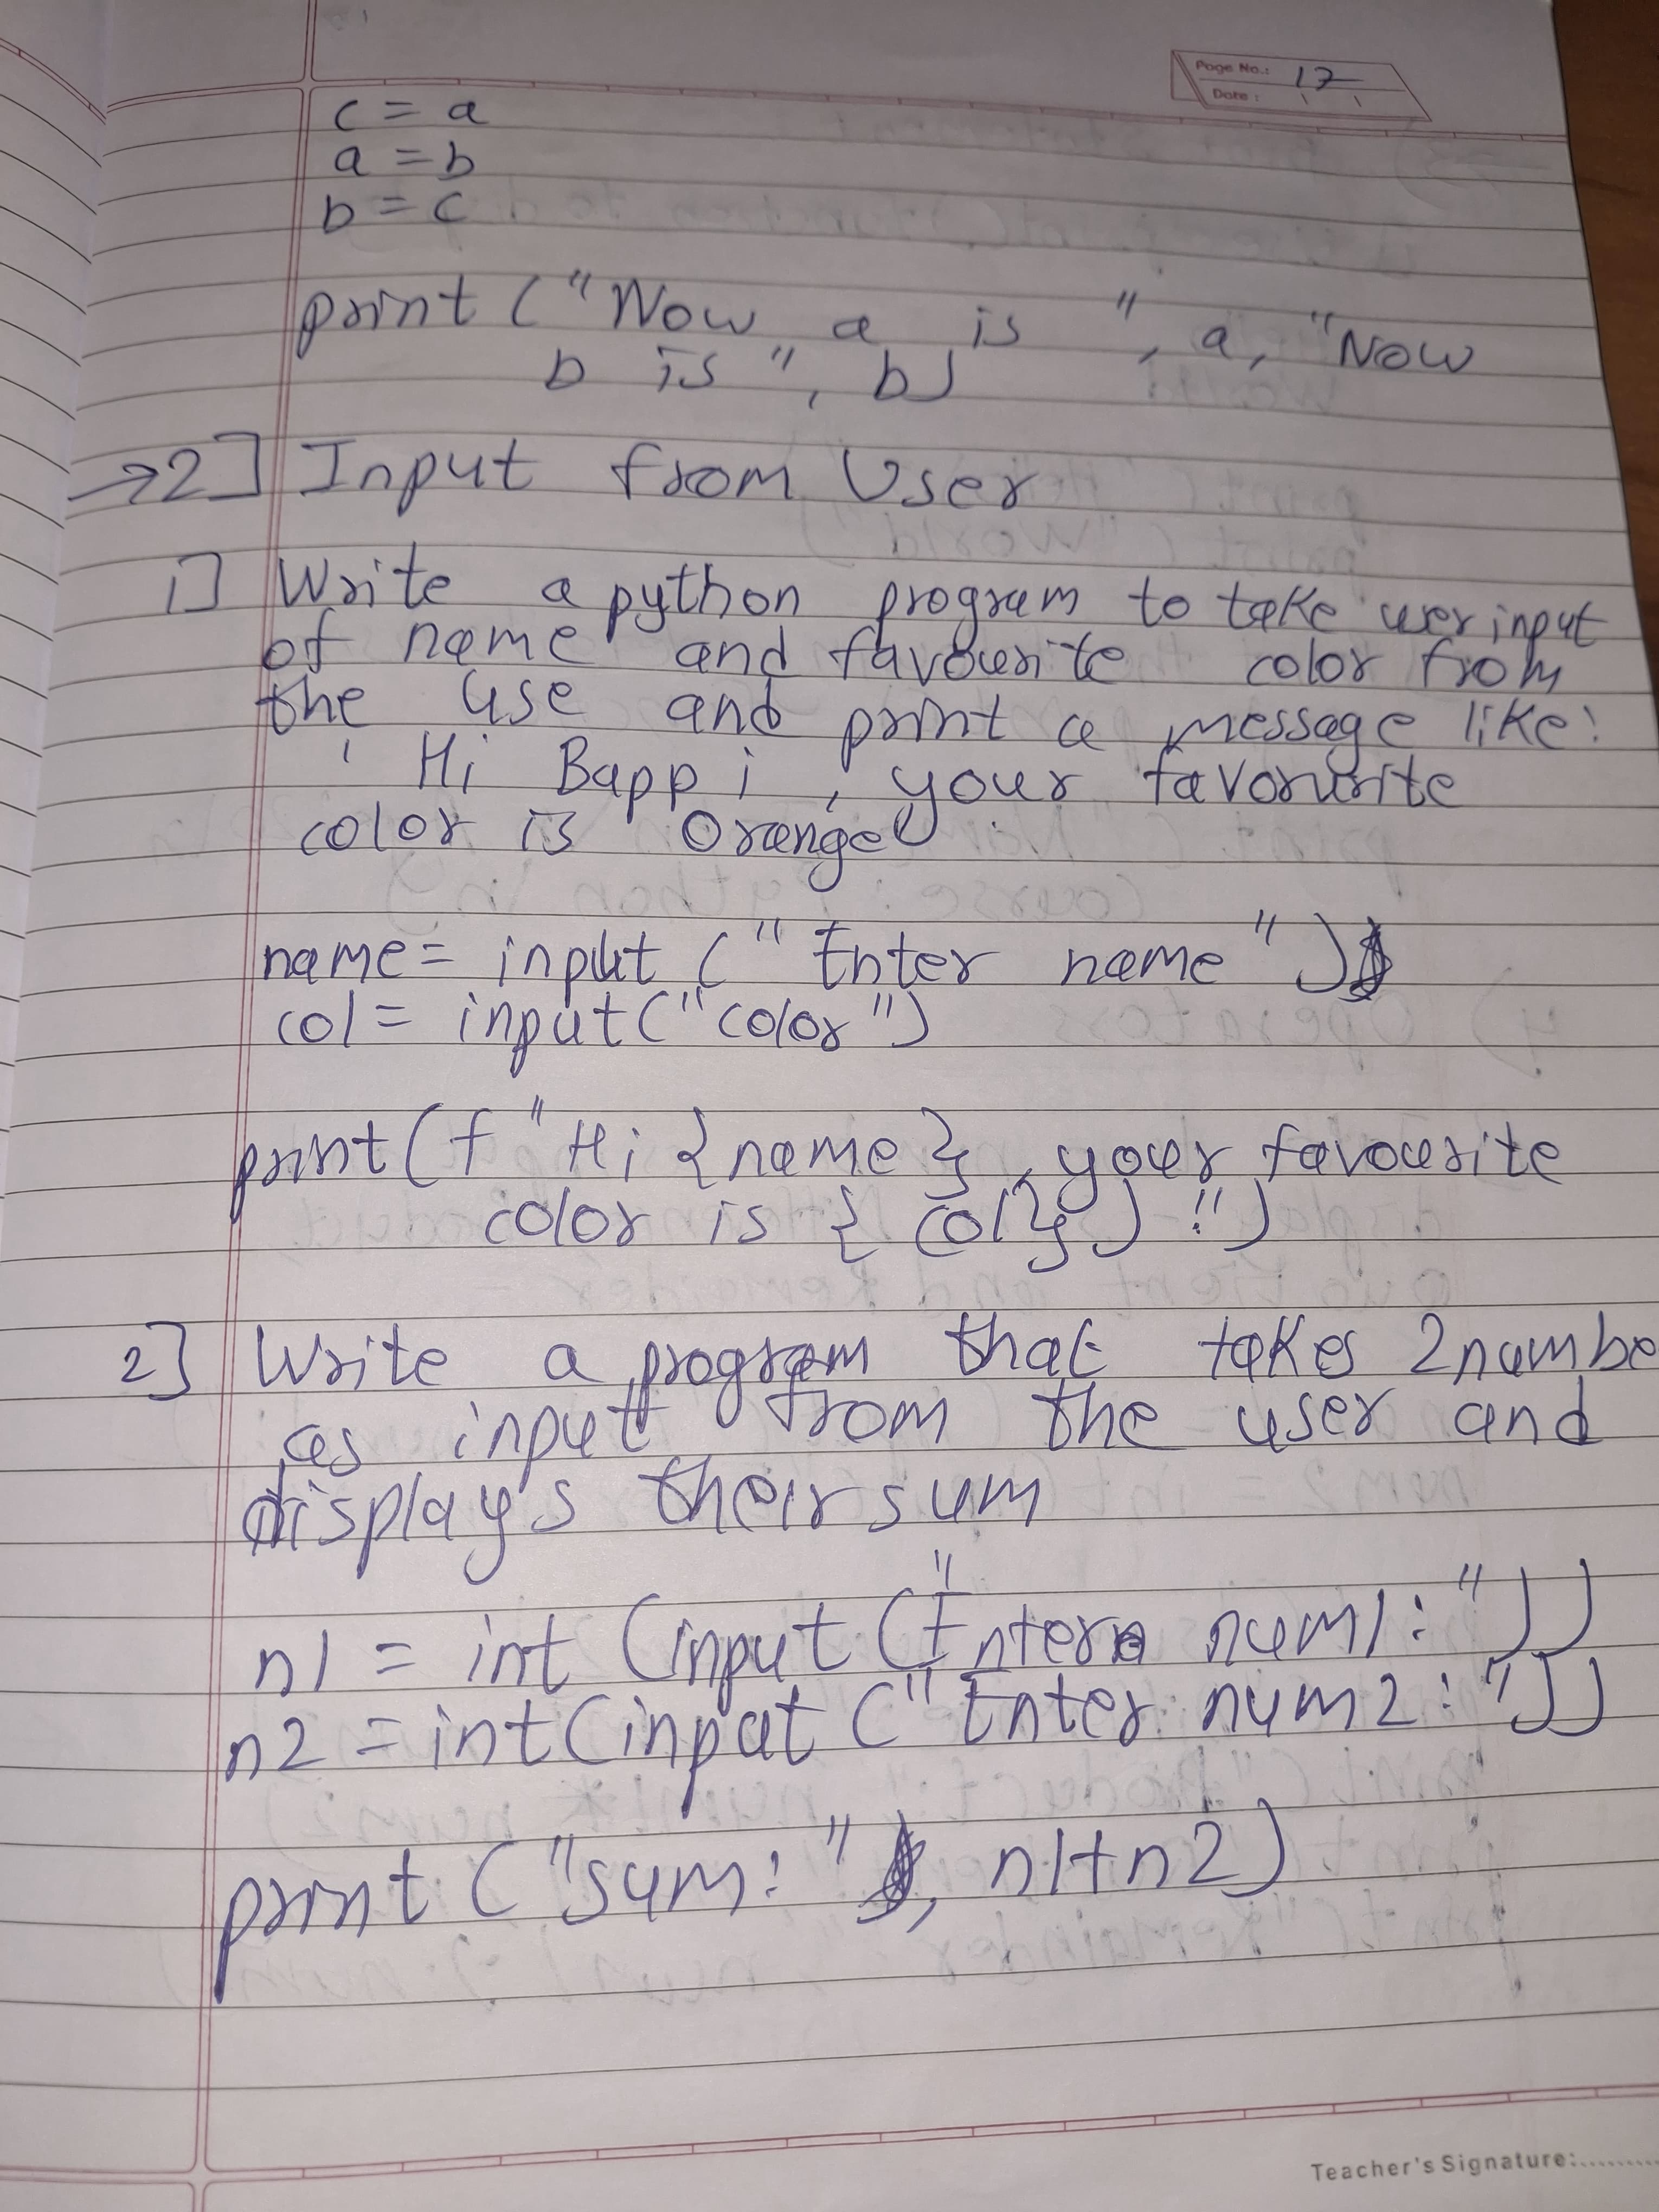 Page No.: 17
Date :
c = a
a = b
b = c
print ("Now a is ", a, "Now
b is ", b)
→2] Input from User
1] Write a python program to take user input
of name and favourite color from
the use and print a message like:
' Hi Bappi , your favorurite
color is Orange
name = input (" Enter name ")
col = input("color")
print(f "Hi {name} , your favourite
color is { col}) !")
2] Write a program that takes 2 numbe
as input from the user and
displays their sum
n1 = int (input ("Enter num1 : "))
n2 = int(input ("Enter num2 : "))
print ("sum: " , n1+n2)
Teacher's Signature:..........